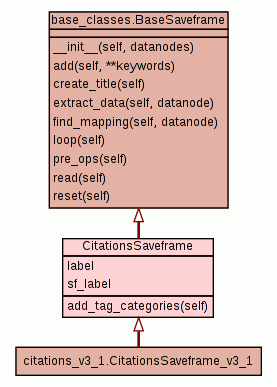 base_classes.BaseSaveframe
__init__(self, datanodes)
add(self, **keywords)
create_title(self)
extract_data(self, datanode)
find_mapping(self, datanode)
loop(self)
pre_ops(self)
read(self)
reset(self)
CitationsSaveframe
label
sf_label
add_tag_categories(self)
citations_v3_1.CitationsSaveframe_v3_1